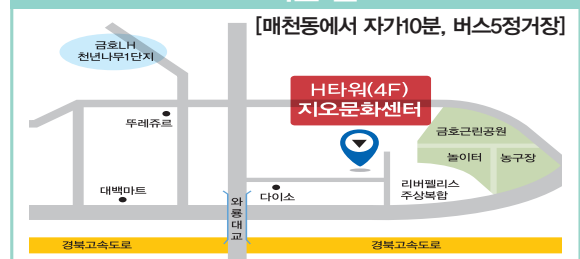 [매천동에서 자가10분, 버스5정거장]
금호LH
천년나무1단지
H타워(4F)
지오문화센터
뚜레쥬르
금호근린공원
놀이터
농구장
대백마트
와룡대교
다이소
리버펠리스
주상복합
경북고속도로
경북고속도로